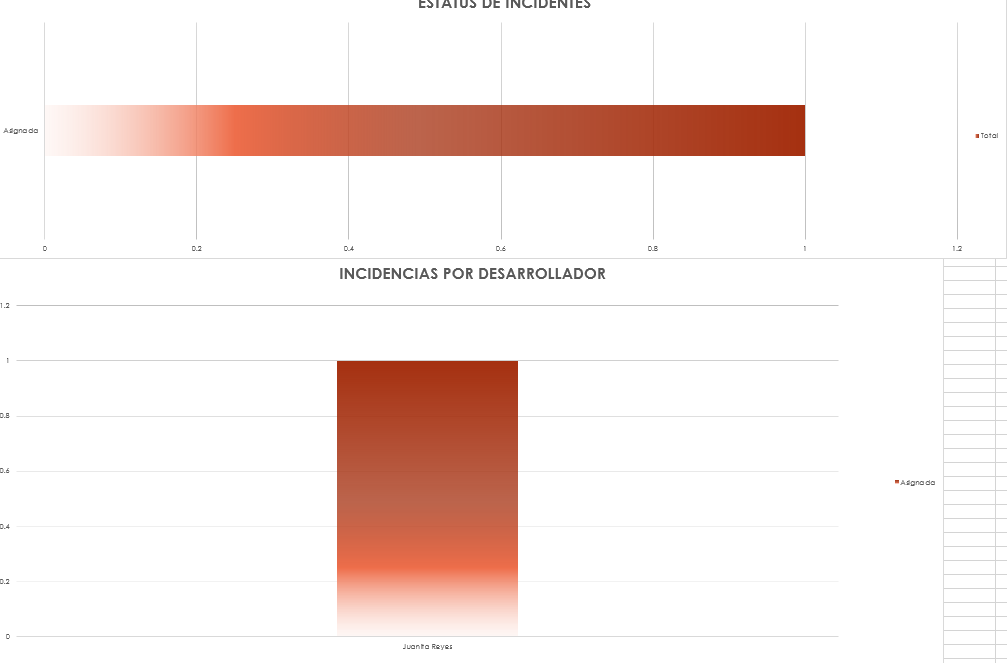 ESTATUS DE INCIDENTES
Asignada
Total
0 0.2 0.4 0.6 0.8 1 1.2
INCIDENCIAS POR DESARROLLADOR
1.2
1
0.8
0.6
0.4
0.2
0
Asignada
Juanita Reyes